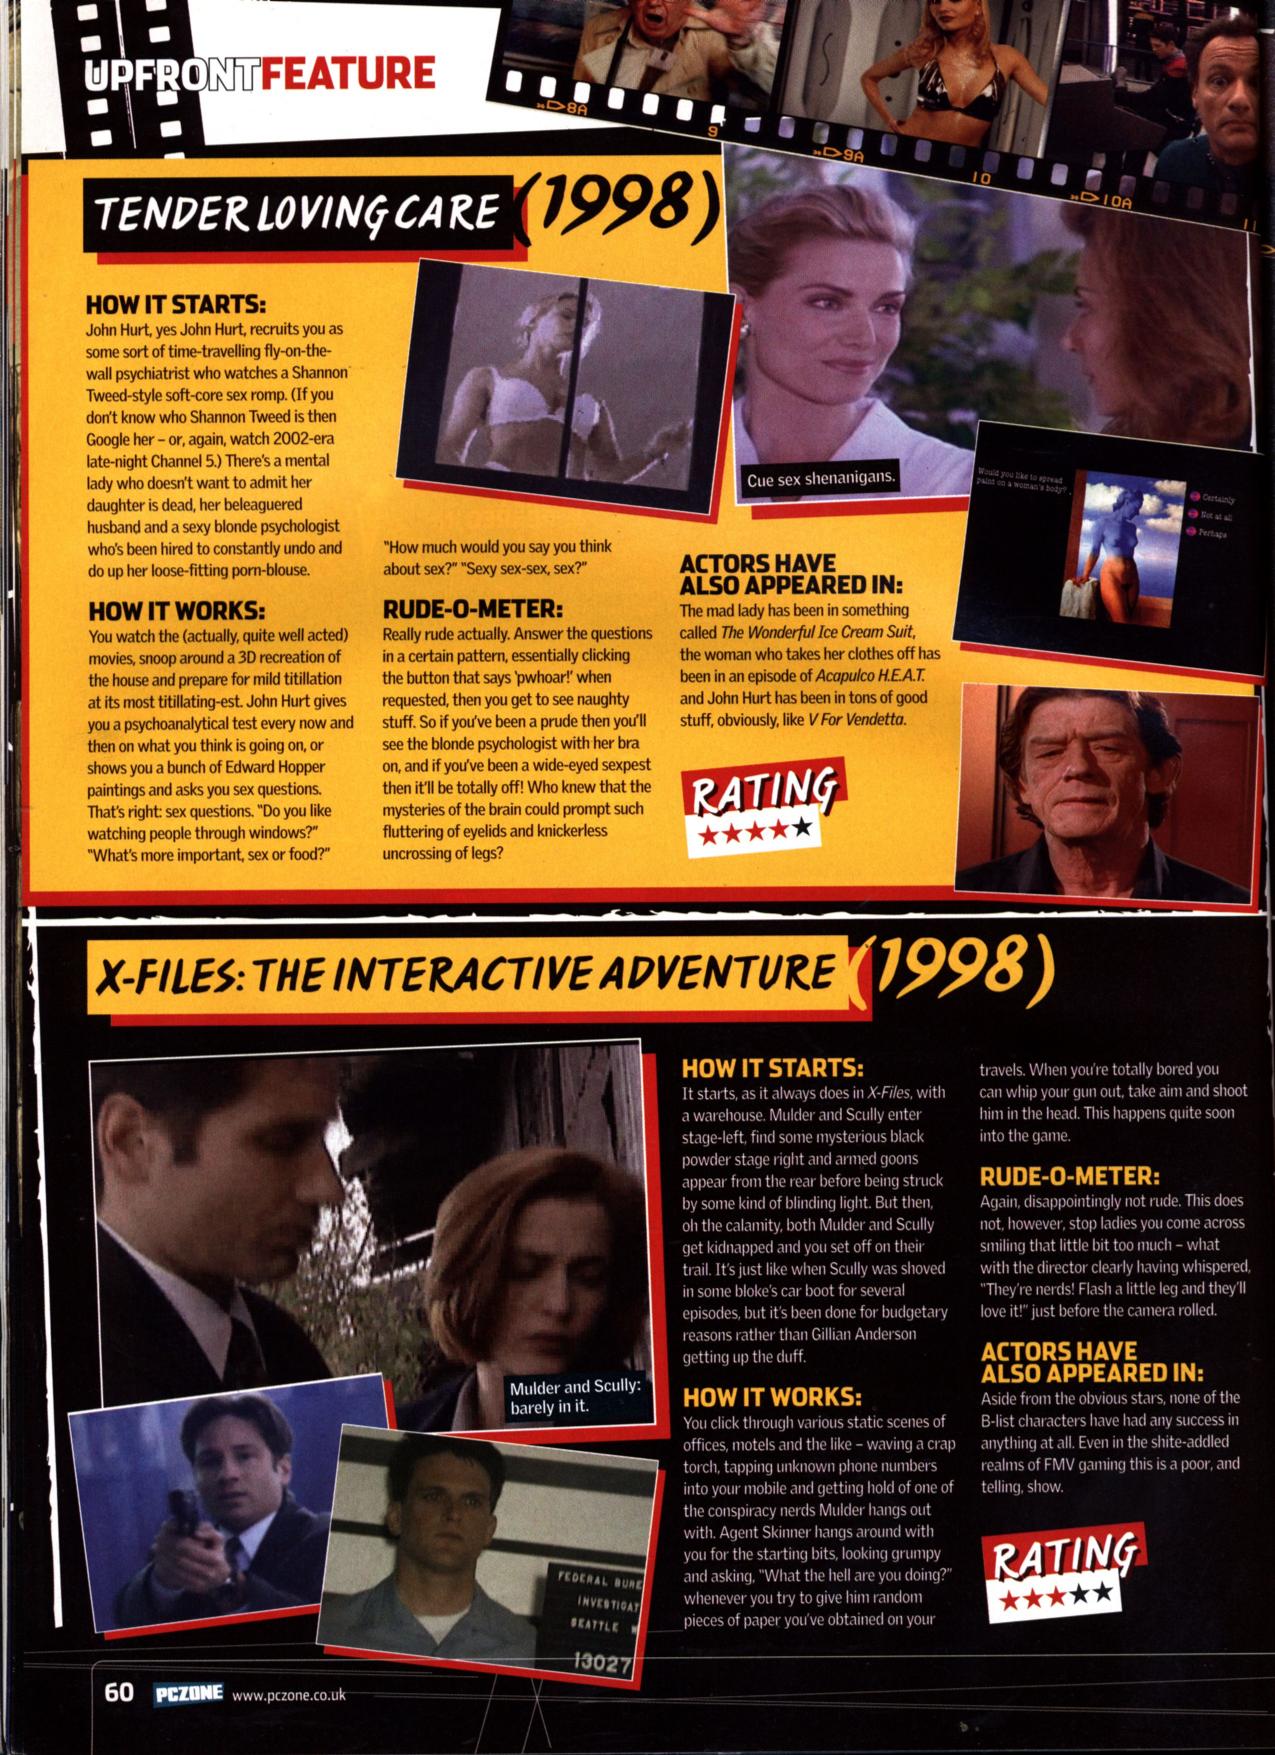 UPFRONTFEATURE
»▷8A
9
»▷9A
10
»▷10A
11
TENDER LOVING CARE (1998)
HOW IT STARTS:
John Hurt, yes John Hurt, recruits you as
some sort of time-travelling fly-on-the-
wall psychiatrist who watches a Shannon
Tweed-style soft-core sex romp. (If you
don't know who Shannon Tweed is then
Google her – or, again, watch 2002-era
late-night Channel 5.) There's a mental
lady who doesn't want to admit her
daughter is dead, her beleaguered
husband and a sexy blonde psychologist
who's been hired to constantly undo and
do up her loose-fitting porn-blouse.
HOW IT WORKS:
You watch the (actually, quite well acted)
movies, snoop around a 3D recreation of
the house and prepare for mild titillation
at its most titillating-est. John Hurt gives
you a psychoanalytical test every now and
then on what you think is going on, or
shows you a bunch of Edward Hopper
paintings and asks you sex questions.
That's right: sex questions. "Do you like
watching people through windows?"
"What's more important, sex or food?"
"How much would you say you think
about sex?" "Sexy sex-sex, sex?"
RUDE-O-METER:
Really rude actually. Answer the questions
in a certain pattern, essentially clicking
the button that says 'pwhoar!' when
requested, then you get to see naughty
stuff. So if you've been a prude then you'll
see the blonde psychologist with her bra
on, and if you've been a wide-eyed sexpest
then it'll be totally off! Who knew that the
mysteries of the brain could prompt such
fluttering of eyelids and knickerless
uncrossing of legs?
Cue sex shenanigans.
Would you like to spread
paint on a woman's body?
Certainly
Not at all
Perhaps
ACTORS HAVE
ALSO APPEARED IN:
The mad lady has been in something
called The Wonderful Ice Cream Suit,
the woman who takes her clothes off has
been in an episode of Acapulco H.E.A.T.
and John Hurt has been in tons of good
stuff, obviously, like V For Vendetta.
RATING
★★★★★
X-FILES: THE INTERACTIVE ADVENTURE (1998)
Mulder and Scully:
barely in it.
FEDERAL BURE
INVESTIGAT
SEATTLE W
13027
HOW IT STARTS:
It starts, as it always does in X-Files, with
a warehouse. Mulder and Scully enter
stage-left, find some mysterious black
powder stage right and armed goons
appear from the rear before being struck
by some kind of blinding light. But then,
oh the calamity, both Mulder and Scully
get kidnapped and you set off on their
trail. It's just like when Scully was shoved
in some bloke's car boot for several
episodes, but it's been done for budgetary
reasons rather than Gillian Anderson
getting up the duff.
HOW IT WORKS:
You click through various static scenes of
offices, motels and the like – waving a crap
torch, tapping unknown phone numbers
into your mobile and getting hold of one of
the conspiracy nerds Mulder hangs out
with. Agent Skinner hangs around with
you for the starting bits, looking grumpy
and asking, "What the hell are you doing?"
whenever you try to give him random
pieces of paper you've obtained on your
travels. When you're totally bored you
can whip your gun out, take aim and shoot
him in the head. This happens quite soon
into the game.
RUDE-O-METER:
Again, disappointingly not rude. This does
not, however, stop ladies you come across
smiling that little bit too much – what
with the director clearly having whispered,
"They're nerds! Flash a little leg and they'll
love it!" just before the camera rolled.
ACTORS HAVE
ALSO APPEARED IN:
Aside from the obvious stars, none of the
B-list characters have had any success in
anything at all. Even in the shite-addled
realms of FMV gaming this is a poor, and
telling, show.
RATING
★★★★★
60 PCZONE www.pczone.co.uk